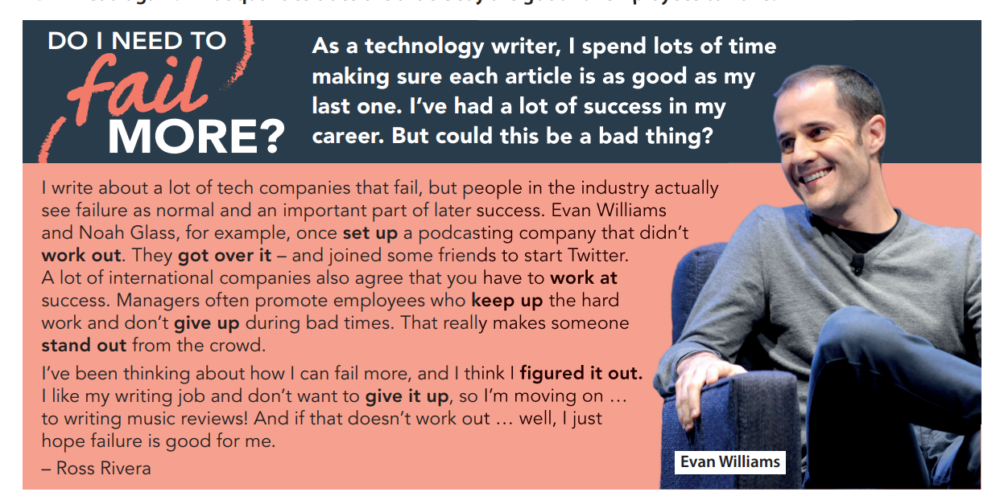 DO I NEED TO
fail
MORE?
As a technology writer, I spend lots of time
making sure each article is as good as my
last one. I've had a lot of success in my
career. But could this be a bad thing?
I write about a lot of tech companies that fail, but people in the industry actually
see failure as normal and an important part of later success. Evan Williams
and Noah Glass, for example, once set up a podcasting company that didn't
work out. They got over it – and joined some friends to start Twitter.
A lot of international companies also agree that you have to work at
success. Managers often promote employees who keep up the hard
work and don't give up during bad times. That really makes someone
stand out from the crowd.
I've been thinking about how I can fail more, and I think I figured it out.
I like my writing job and don't want to give it up, so I'm moving on …
to writing music reviews! And if that doesn't work out … well, I just
hope failure is good for me.
– Ross Rivera
Evan Williams